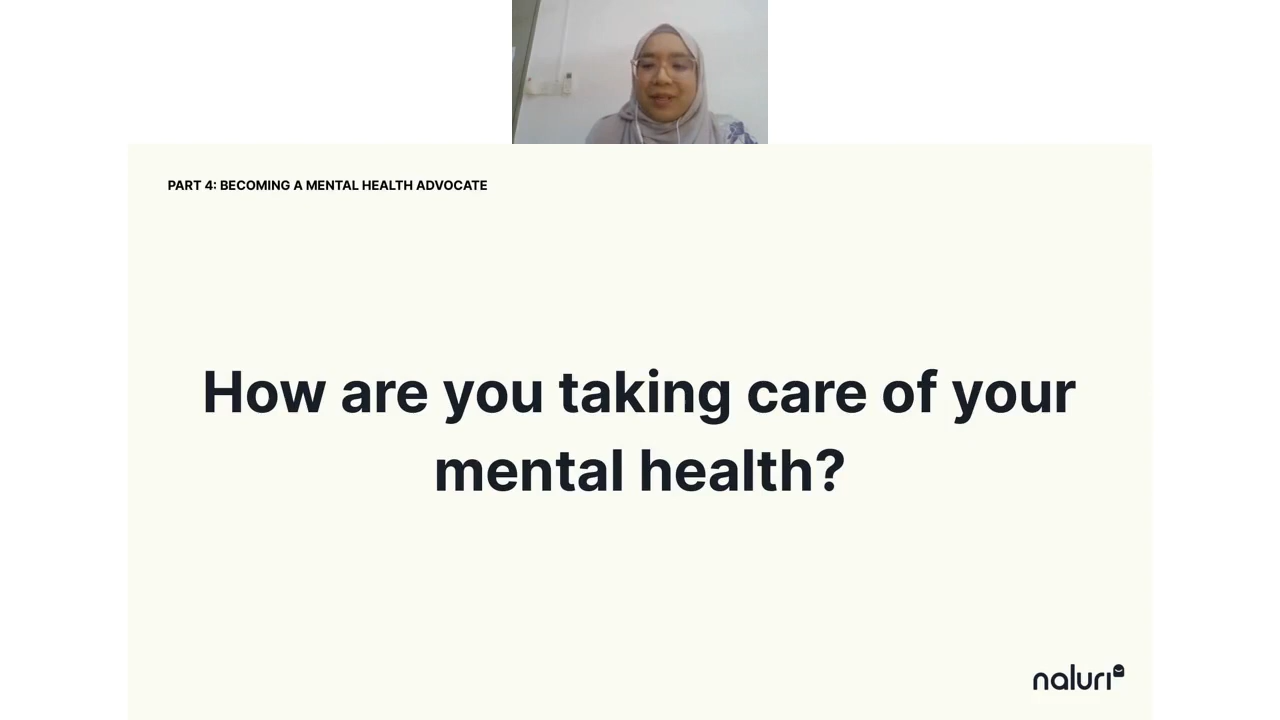 PART 4: BECOMING A MENTAL HEALTH ADVOCATE
How are you taking care of your
mental health?
naluri